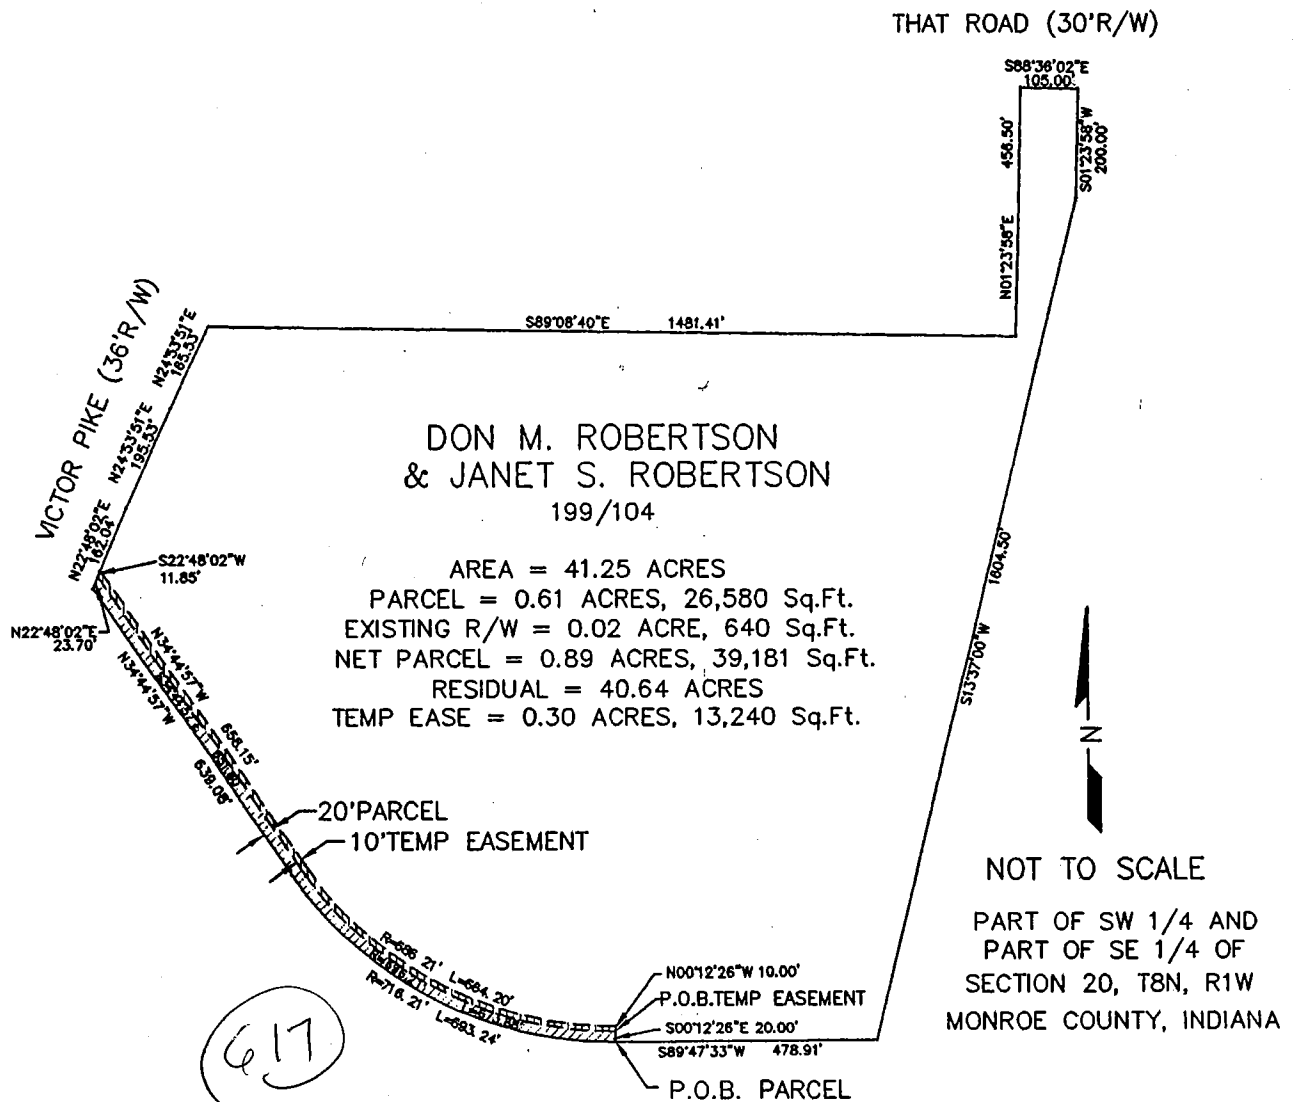 THAT ROAD (30'R/W)
S88°36'02"E
105.00'
456.50'
N01°23'58"E
S01°23'58"W
200.00'
S89°08'40"E 1481.41'
VICTOR PIKE (36'R/W)
N24°53'51"E
185.53'
N24°53'51"E
195.53'
N22°48'02"E
162.04'
S22°48'02"W
11.85'
N22°48'02"E
23.70'
DON M. ROBERTSON
& JANET S. ROBERTSON
199/104
AREA = 41.25 ACRES
PARCEL = 0.61 ACRES, 26,580 Sq.Ft.
EXISTING R/W = 0.02 ACRE, 640 Sq.Ft.
NET PARCEL = 0.89 ACRES, 39,181 Sq.Ft.
RESIDUAL = 40.64 ACRES
TEMP EASE = 0.30 ACRES, 13,240 Sq.Ft.
1604.50'
S13°37'00"W
N34°44'57"W
656.15'
N34°44'57"W
639.08'
20'PARCEL
10'TEMP EASEMENT
N
NOT TO SCALE
PART OF SW 1/4 AND
PART OF SE 1/4 OF
SECTION 20, T8N, R1W
MONROE COUNTY, INDIANA
R=686.21' L=664.20'
R=716.21' L=693.24'
N00°12'26"W 10.00'
P.O.B.TEMP EASEMENT
S00°12'26"E 20.00'
S89°47'33"W 478.91'
P.O.B. PARCEL
617